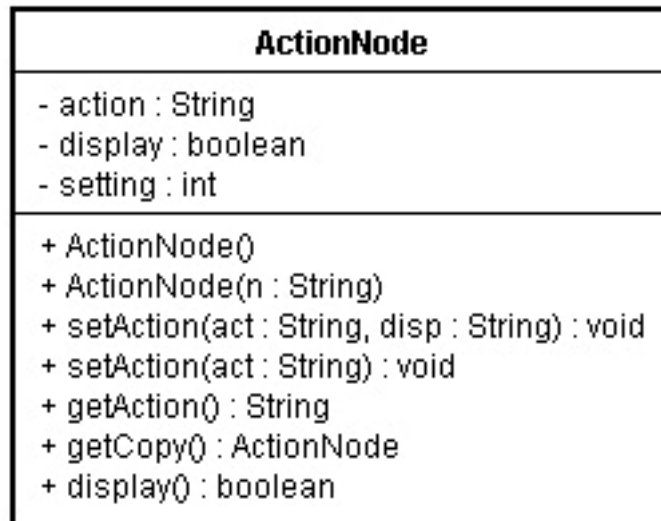 ActionNode
- action : String
- display : boolean
- setting : int
+ ActionNode()
+ ActionNode(n : String)
+ setAction(act : String, disp : String) : void
+ setAction(act : String) : void
+ getAction() : String
+ getCopy() : ActionNode
+ display() : boolean